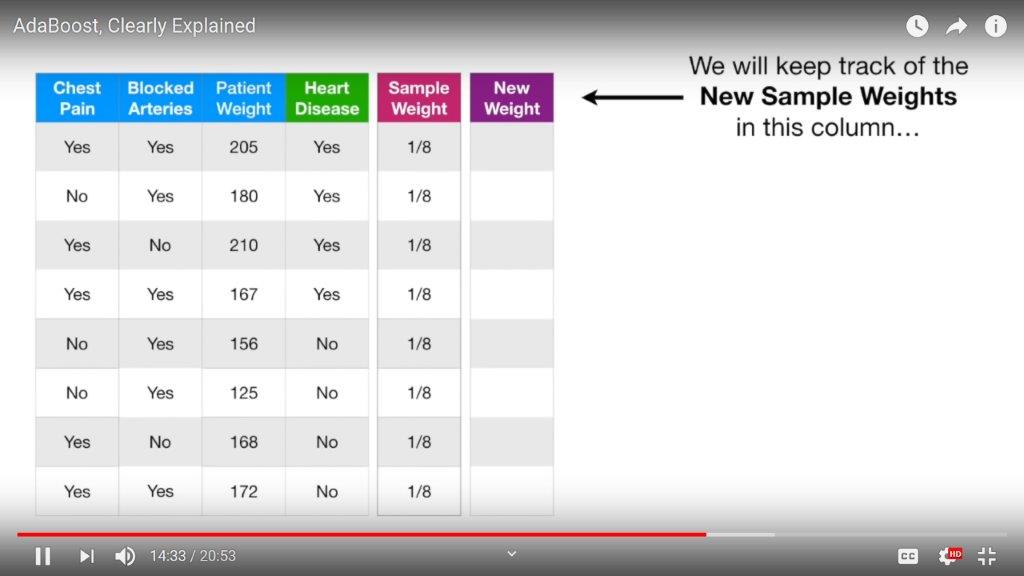 AdaBoost, Clearly Explained
We will keep track of the
New Sample Weights
in this column...
Chest Pain Blocked Arteries Patient Weight Heart Disease Sample Weight New Weight
Yes Yes 205 Yes 1/8
No Yes 180 Yes 1/8
Yes No 210 Yes 1/8
Yes Yes 167 Yes 1/8
No Yes 156 No 1/8
No Yes 125 No 1/8
Yes No 168 No 1/8
Yes Yes 172 No 1/8
14:33 / 20:53
CC HD